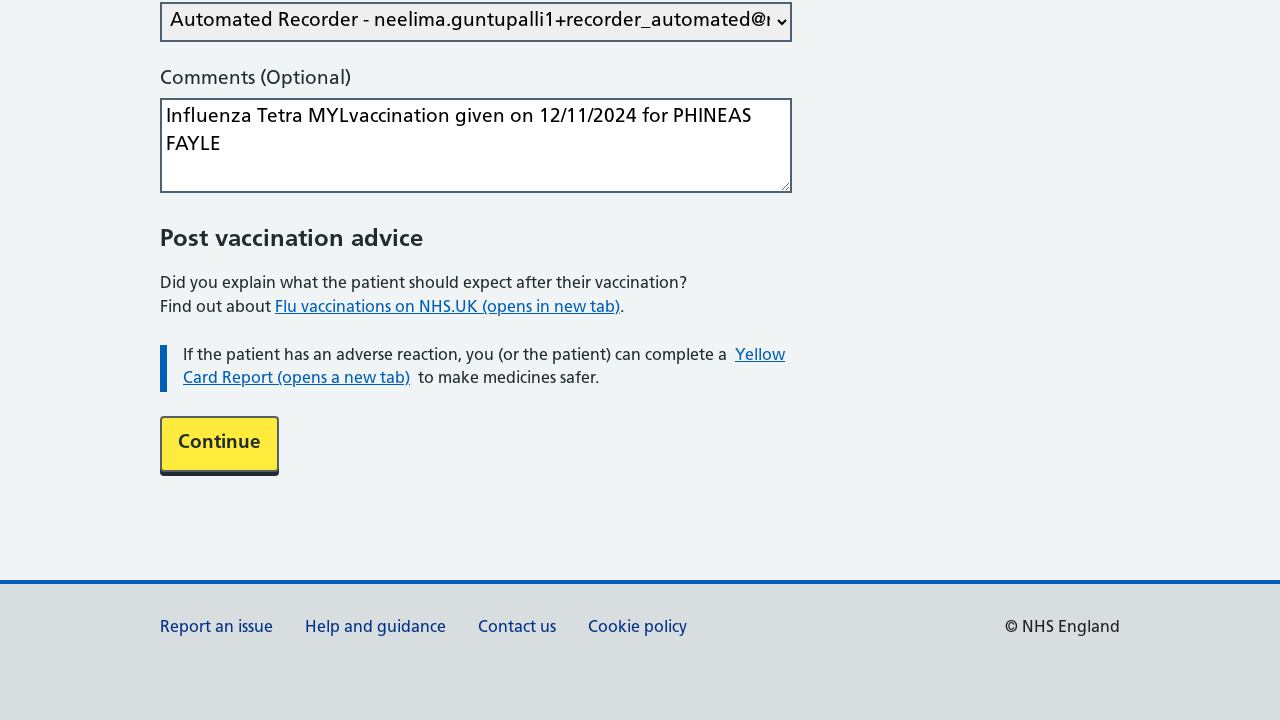 Automated Recorder - neelima.guntupalli1+recorder_automated@
Comments (Optional)
Influenza Tetra MYLvaccination given on 12/11/2024 for PHINEAS
FAYLE
Post vaccination advice
Did you explain what the patient should expect after their vaccination?
Find out about Flu vaccinations on NHS.UK (opens in new tab).
If the patient has an adverse reaction, you (or the patient) can complete a Yellow
Card Report (opens a new tab) to make medicines safer.
Continue
Report an issue Help and guidance Contact us Cookie policy © NHS England